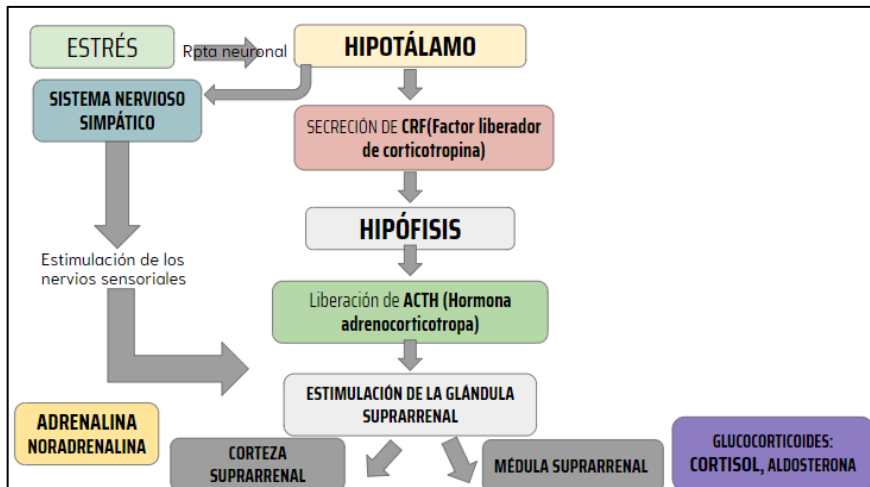 ESTRÉS
Rpta neuronal
HIPOTÁLAMO
SISTEMA NERVIOSO
SIMPÁTICO
SECRECIÓN DE CRF(Factor liberador
de corticotropina)
HIPÓFISIS
Estimulación de los
nervios sensoriales
Liberación de ACTH (Hormona
adrenocorticotropa)
ESTIMULACIÓN DE LA GLÁNDULA
SUPRARRENAL
ADRENALINA
NORADRENALINA
CORTEZA
SUPRARRENAL
MÉDULA SUPRARRENAL
GLUCOCORTICOIDES:
CORTISOL, ALDOSTERONA